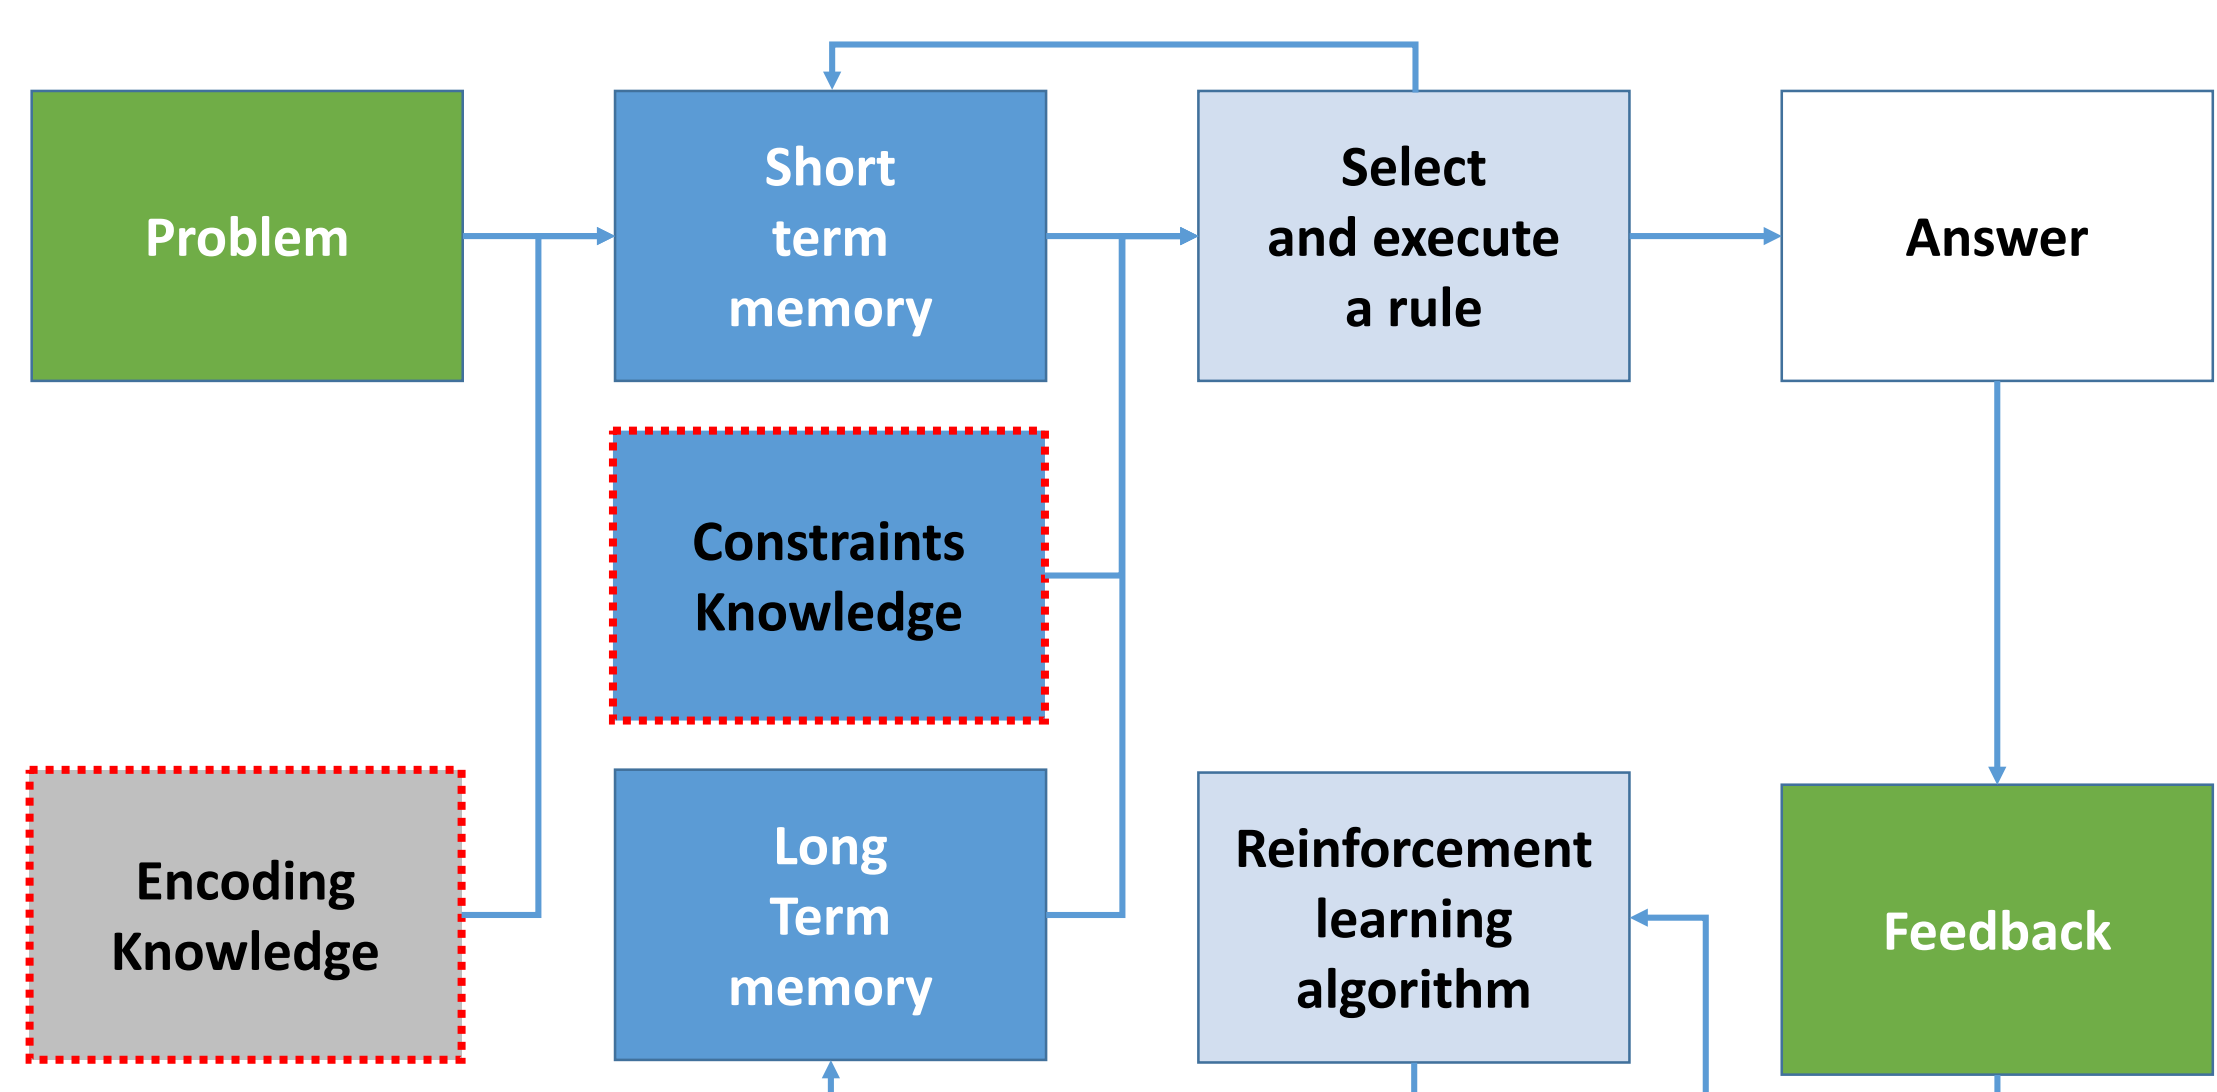 Problem
Short
term
memory
Select
and execute
a rule
Answer
Constraints
Knowledge
Encoding
Knowledge
Long
Term
memory
Reinforcement
learning
algorithm
Feedback